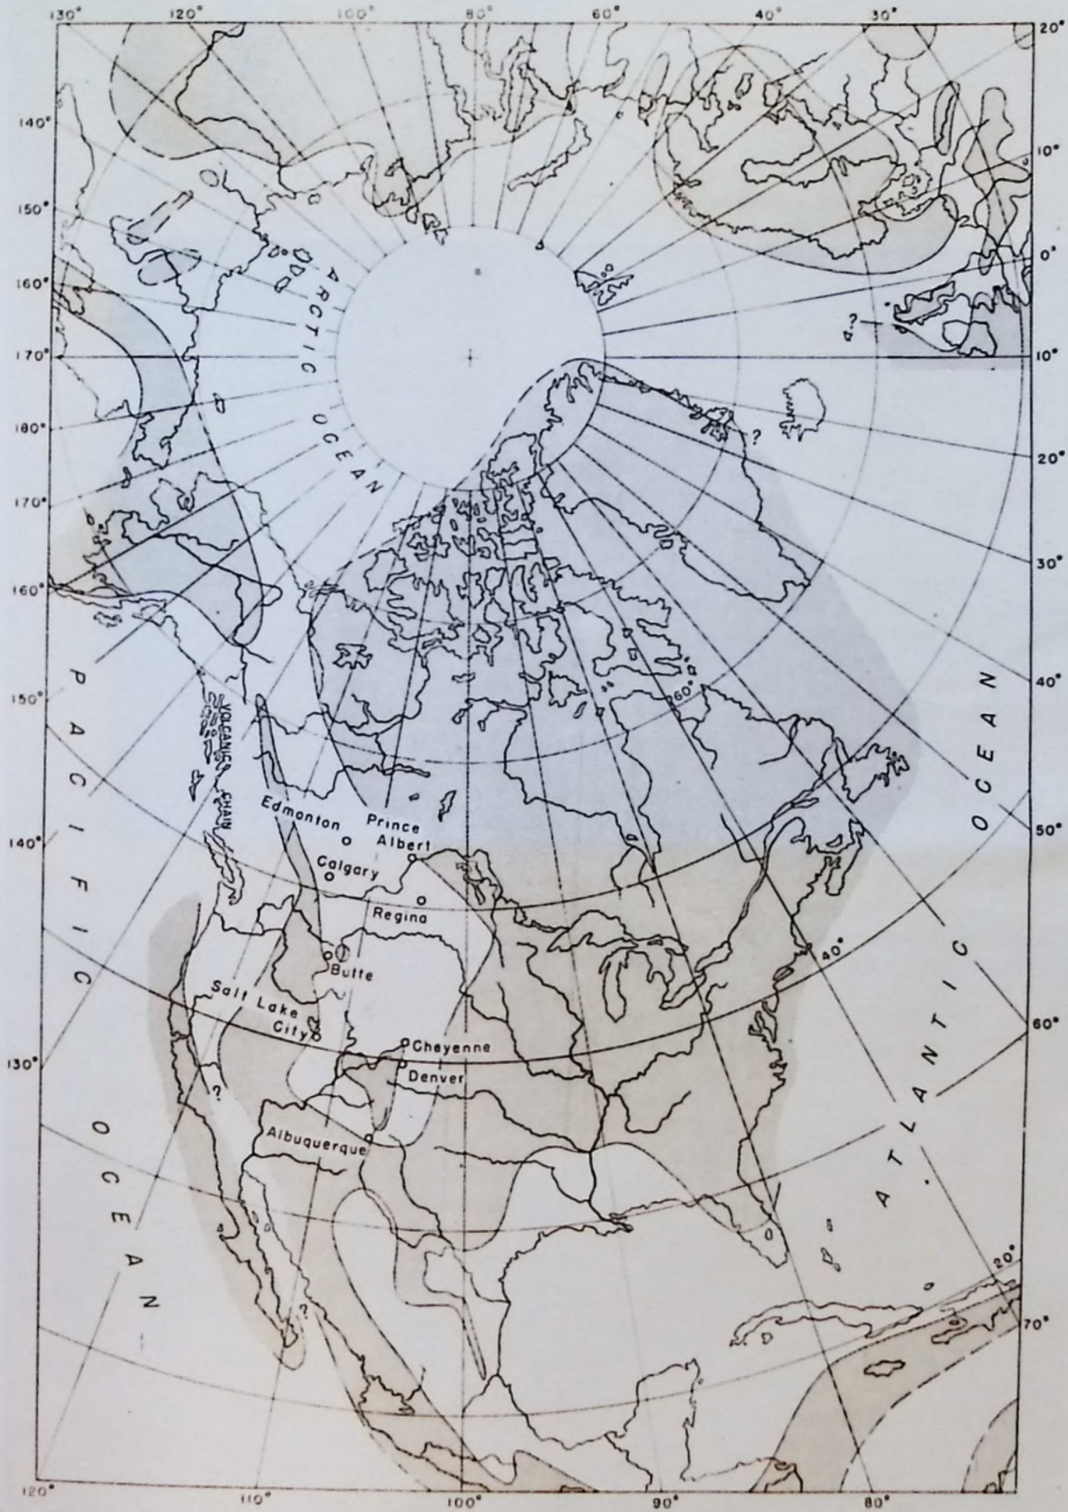 130° 120° 100° 80° 60° 40° 30° 20°
140°
10°
150°
0°
160°
ARCTIC OCEAN
?
170°
10°
180°
?
20°
170°
30°
160°
40°
60°
150°
PACIFIC OCEAN
VOLCANIC CHAIN
ATLANTIC OCEAN
Edmonton
Prince
Albert
50°
140°
Calgary
Regina
40°
Butte
Salt Lake
City
60°
Cheyenne
130°
Denver
?
Albuquerque
20°
?
70°
120° 110° 100° 90° 80°